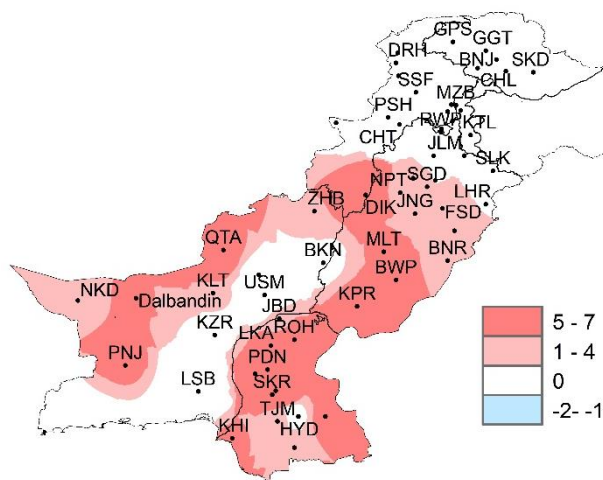 GPS
GGT
DRH
BNJ
SKD
CHL
SSF
MZB
PSH
RWP
KTL
CHT
JLM
SLK
NPT
SGD
ZHB
DIK
JNG
LHR
FSD
QTA
MLT
BKN
BNR
BWP
NKD
KLT
USM
Dalbandin
JBD
KPR
KZR
LKA
ROH
PNJ
PDN
SKR
LSB
TJM
KHI
HYD
5 - 7
1 - 4
0
-2- -1